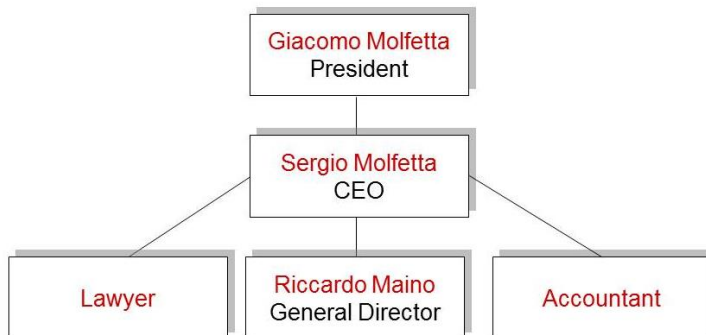 Giacomo Molfetta
President
Sergio Molfetta
CEO
Lawyer
Riccardo Maino
General Director
Accountant